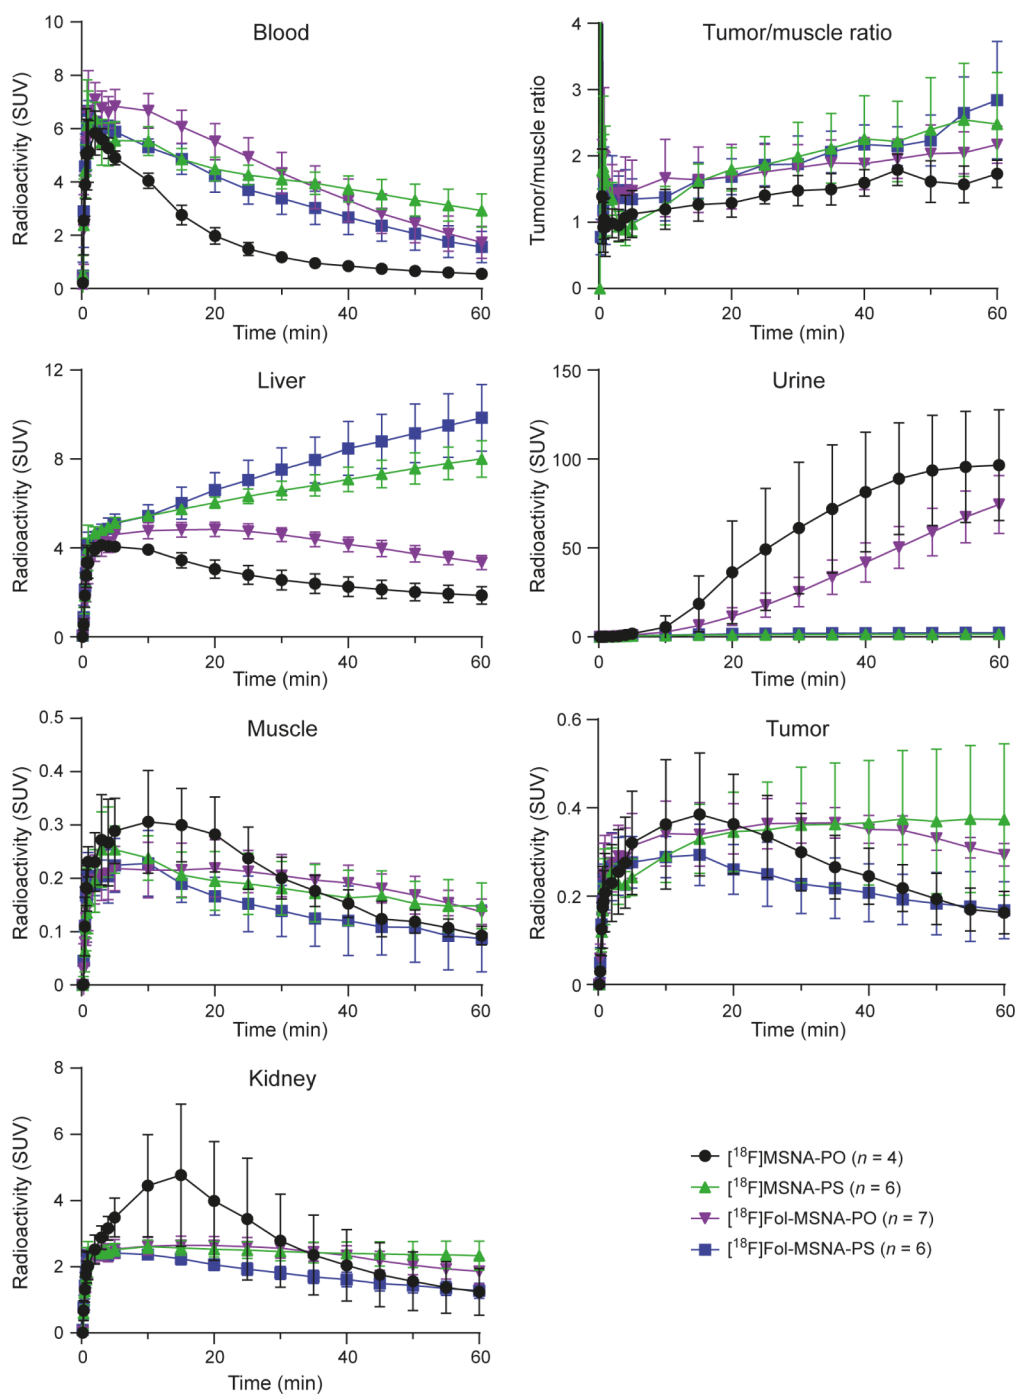 Blood
Radioactivity (SUV)
10
8
6
4
2
0
0 20 40 60
Time (min)
Tumor/muscle ratio
Tumor/muscle ratio
4
3
2
1
0
0 20 40 60
Time (min)
Liver
Radioactivity (SUV)
12
8
4
0
0 20 40 60
Time (min)
Urine
Radioactivity (SUV)
150
100
50
0
0 20 40 60
Time (min)
Muscle
Radioactivity (SUV)
0.5
0.4
0.3
0.2
0.1
0
0 20 40 60
Time (min)
Tumor
Radioactivity (SUV)
0.6
0.4
0.2
0
0 20 40 60
Time (min)
Kidney
Radioactivity (SUV)
8
6
4
2
0
0 20 40 60
Time (min)
[¹⁸F]MSNA-PO (n = 4)
[¹⁸F]MSNA-PS (n = 6)
[¹⁸F]Fol-MSNA-PO (n = 7)
[¹⁸F]Fol-MSNA-PS (n = 6)